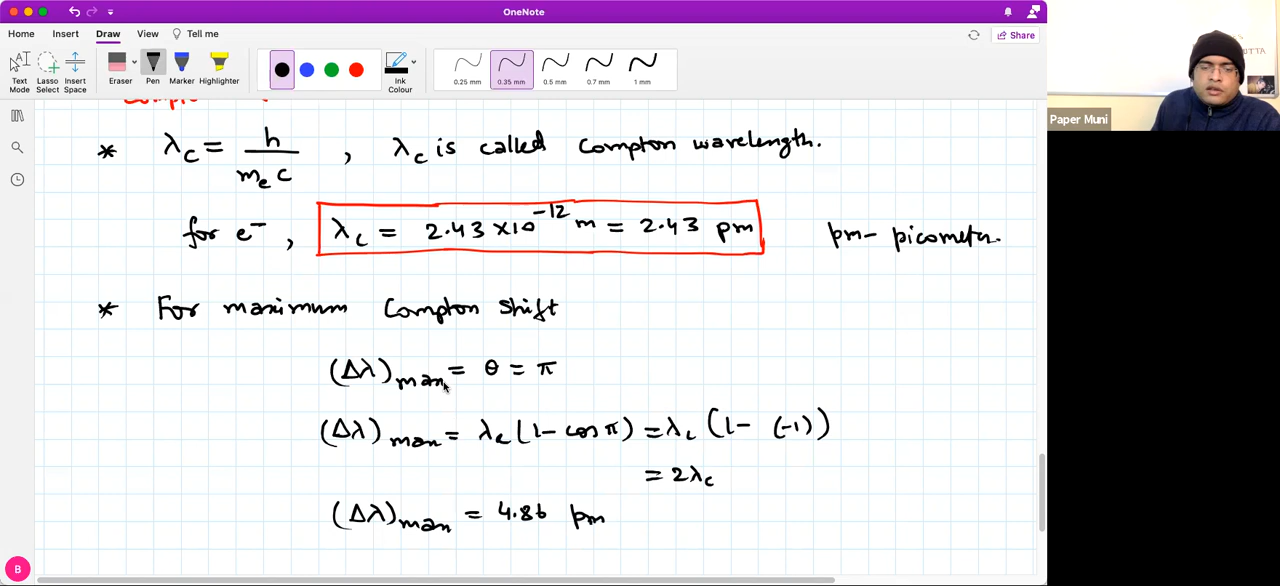 OneNote
Home Insert Draw View Tell me
Share
Text Mode
Lasso Select
Insert Space
Eraser
Pen
Marker
Highlighter
Ink Colour
0.25 mm
0.35 mm
0.5 mm
0.7 mm
1 mm
Paper Muni
* λc = h / mₑ c , λc is called Compton wavelength.
for e⁻, λc = 2.43 × 10⁻¹² m = 2.43 pm pm - picometer.
* For maximum Compton shift
(Δλ)max = θ = π
(Δλ)max = λc (1 - cos π) = λc (1 - (-1))
= 2λc
(Δλ)max = 4.86 pm
B